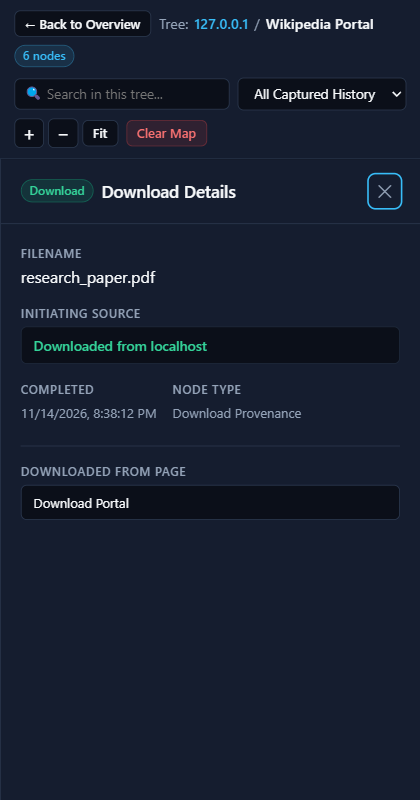 ← Back to Overview Tree: 127.0.0.1 / Wikipedia Portal
6 nodes
Search in this tree... All Captured History
+ − Fit Clear Map
Download Download Details
FILENAME
research_paper.pdf
INITIATING SOURCE
Downloaded from localhost
COMPLETED NODE TYPE
11/14/2026, 8:38:12 PM Download Provenance
DOWNLOADED FROM PAGE
Download Portal